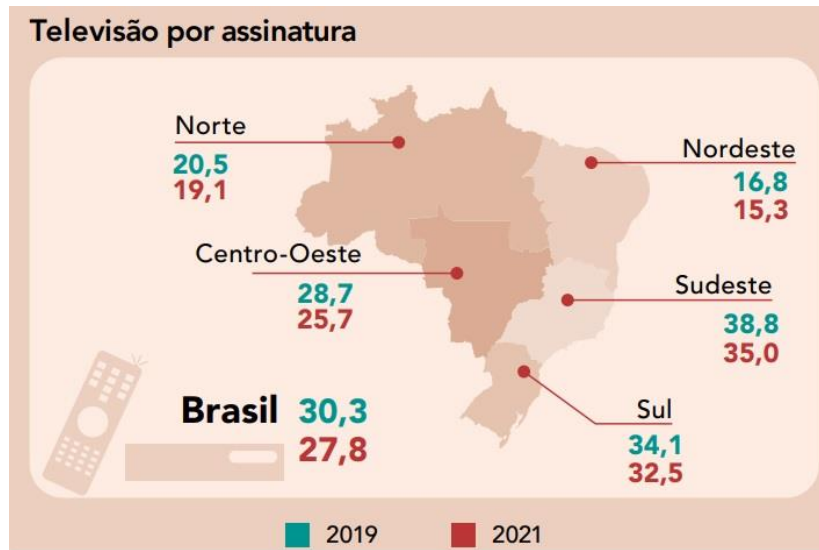 Televisão por assinatura
Norte
20,5
19,1
Nordeste
16,8
15,3
Centro-Oeste
28,7
25,7
Sudeste
38,8
35,0
Brasil 30,3
27,8
Sul
34,1
32,5
2019 2021